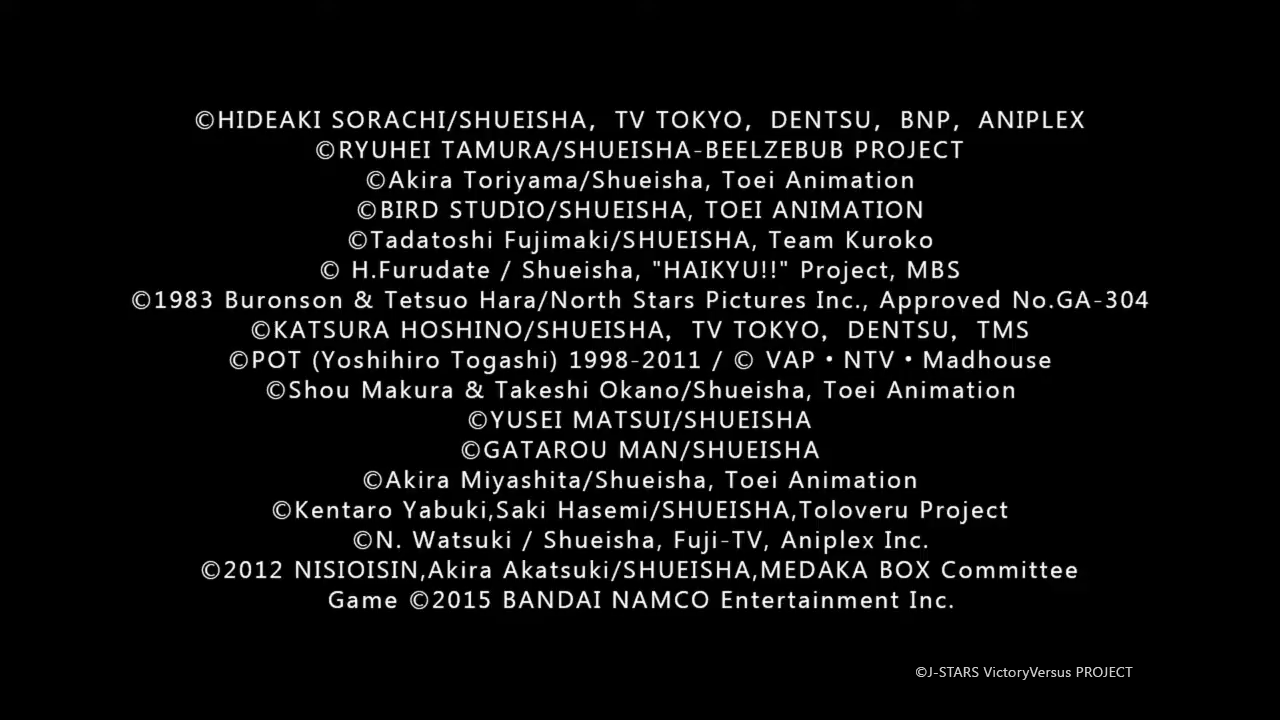 ©HIDEAKI SORACHI/SHUEISHA, TV TOKYO, DENTSU, BNP, ANIPLEX
©RYUHEI TAMURA/SHUEISHA-BEELZEBUB PROJECT
©Akira Toriyama/Shueisha, Toei Animation
©BIRD STUDIO/SHUEISHA, TOEI ANIMATION
©Tadatoshi Fujimaki/SHUEISHA, Team Kuroko
© H.Furudate / Shueisha, "HAIKYU!!" Project, MBS
©1983 Buronson & Tetsuo Hara/North Stars Pictures Inc., Approved No.GA-304
©KATSURA HOSHINO/SHUEISHA, TV TOKYO, DENTSU, TMS
©POT (Yoshihiro Togashi) 1998-2011 / © VAP・NTV・Madhouse
©Shou Makura & Takeshi Okano/Shueisha, Toei Animation
©YUSEI MATSUI/SHUEISHA
©GATAROU MAN/SHUEISHA
©Akira Miyashita/Shueisha, Toei Animation
©Kentaro Yabuki,Saki Hasemi/SHUEISHA,Toloveru Project
©N. Watsuki / Shueisha, Fuji-TV, Aniplex Inc.
©2012 NISIOISIN,Akira Akatsuki/SHUEISHA,MEDAKA BOX Committee
Game ©2015 BANDAI NAMCO Entertainment Inc.
©J-STARS VictoryVersus PROJECT